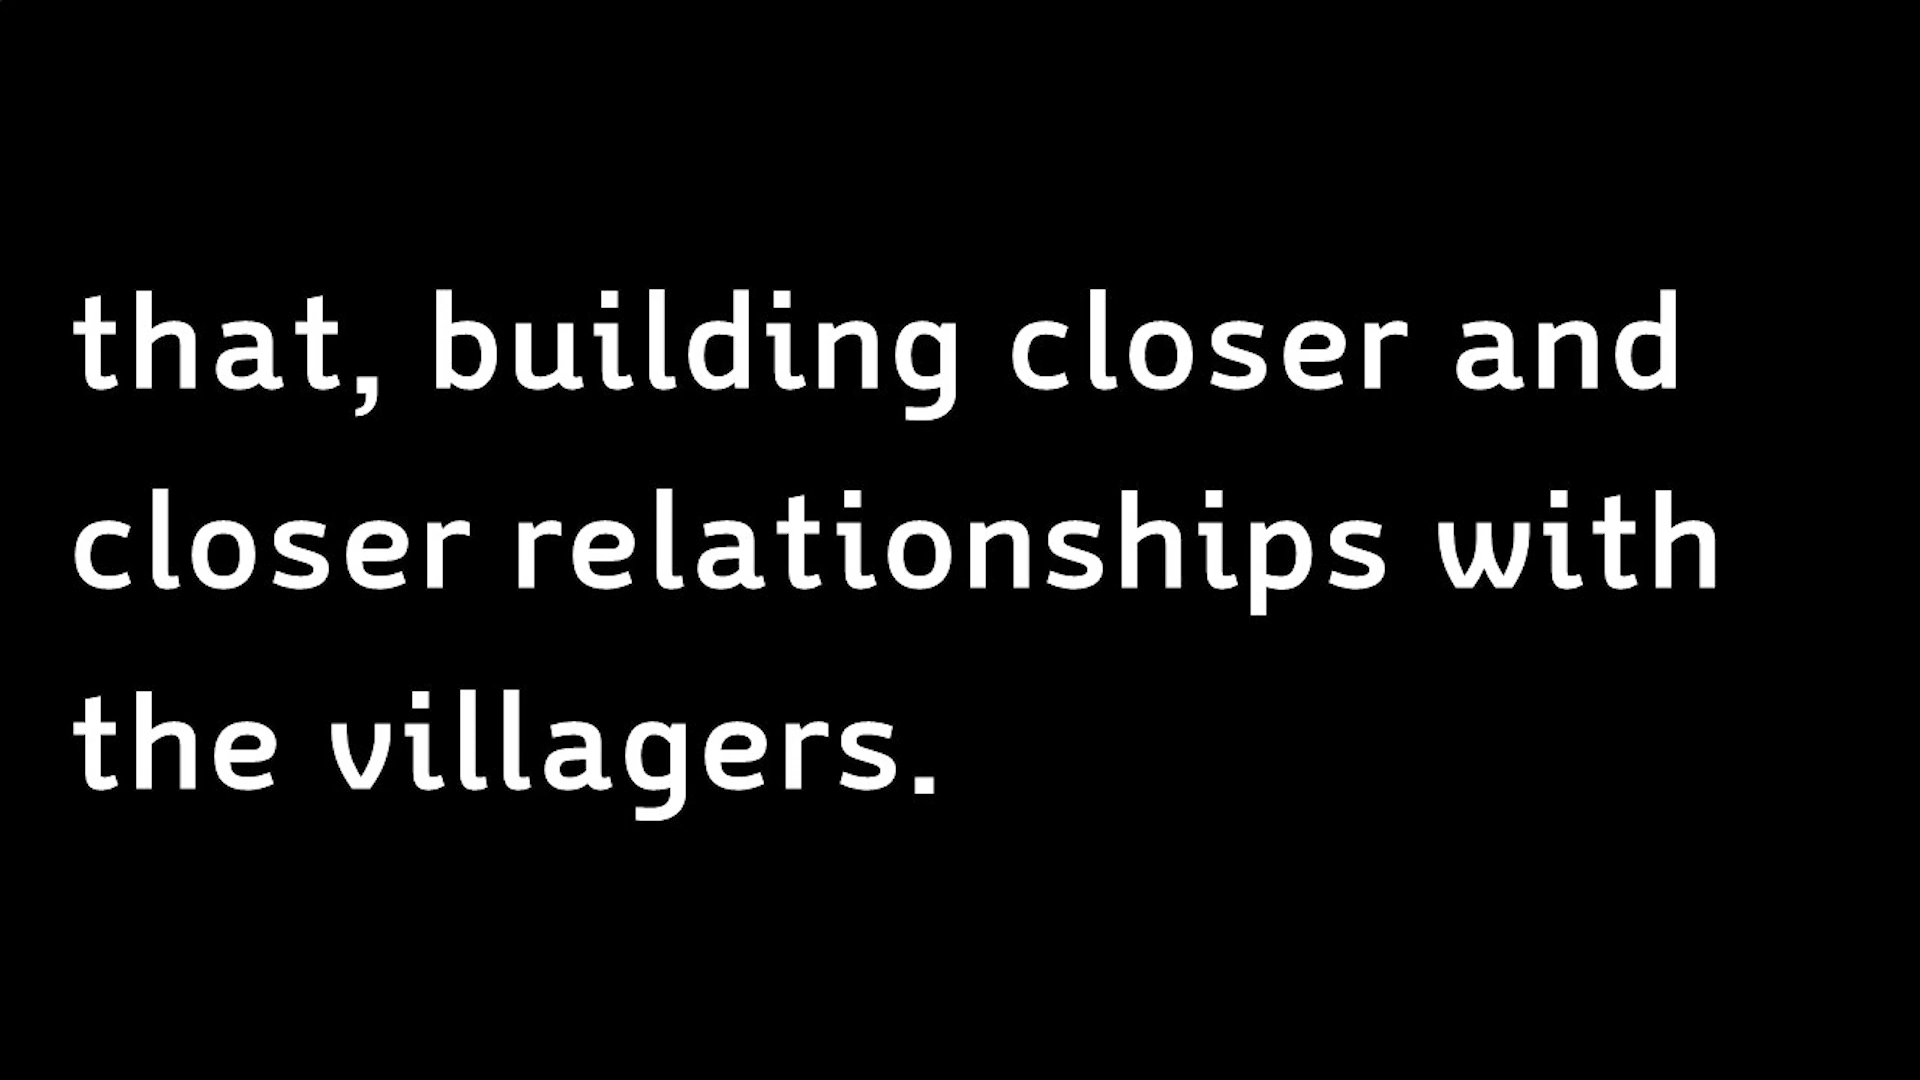 that, building closer and
closer relationships with
the villagers.